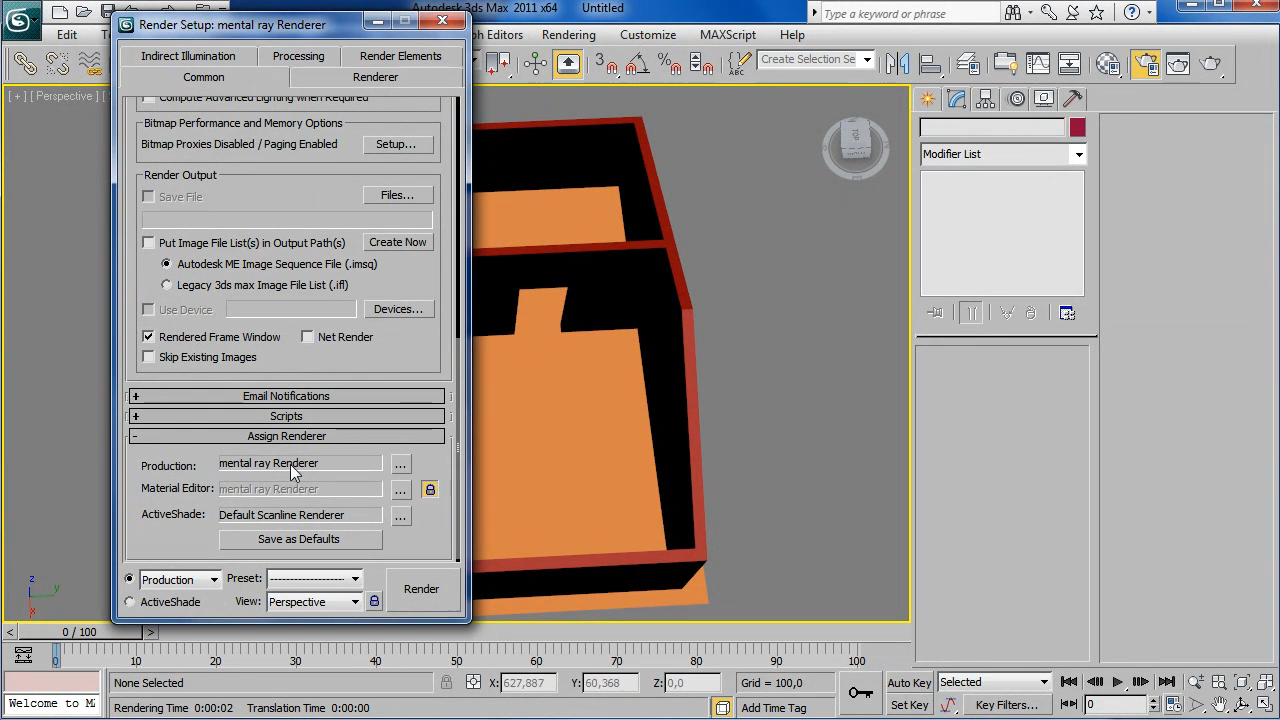 Render Setup: mental ray Renderer
Autodesk 3ds Max 2011 x64 Untitled
Type a keyword or phrase
Edit
ph Editors
Rendering
Customize
MAXScript
Help
Create Selection Se
Indirect Illumination
Processing
Render Elements
Common
Renderer
[ + ] [ Perspective ] [
Compute Advanced Lighting when Required
Bitmap Performance and Memory Options
Bitmap Proxies Disabled / Paging Enabled
Setup...
Render Output
Save File
Files...
Put Image File List(s) in Output Path(s)
Create Now
Autodesk ME Image Sequence File (.imsq)
Legacy 3ds max Image File List (.ifl)
Use Device
Devices...
Rendered Frame Window
Net Render
Skip Existing Images
+ Email Notifications
+ Scripts
- Assign Renderer
Production: mental ray Renderer ...
Material Editor: mental ray Renderer ...
ActiveShade: Default Scanline Renderer ...
Save as Defaults
Production
Preset: --------------------
Render
ActiveShade
View: Perspective
TOP
Modifier List
z
y
x
< 0 / 100 >
0 10 20 30 40 50 60 70 80 90 100
None Selected
X: 627,887
Y: 60,368
Z: 0,0
Grid = 100,0
Auto Key
Selected
Welcome to MA
Rendering Time 0:00:02 Translation Time 0:00:00
Add Time Tag
Set Key
Key Filters...
0